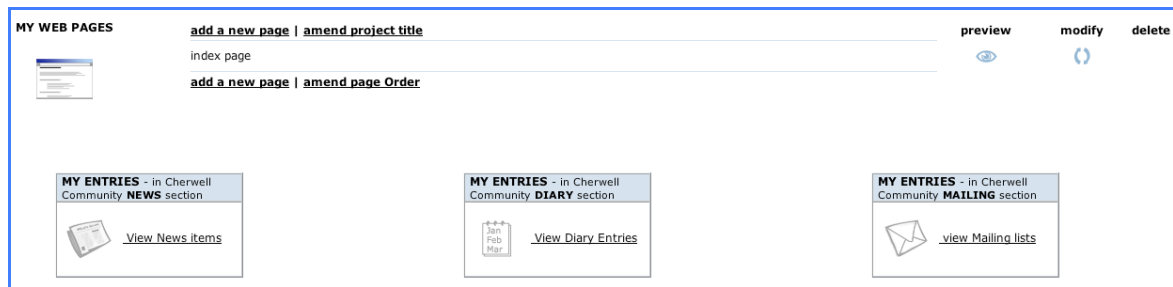 MY WEB PAGES
add a new page | amend project title
preview modify delete
index page
add a new page | amend page Order
MY ENTRIES - in Cherwell
Community NEWS section
View News items
MY ENTRIES - in Cherwell
Community DIARY section
Jan
Feb
Mar
View Diary Entries
MY ENTRIES - in Cherwell
Community MAILING section
view Mailing lists